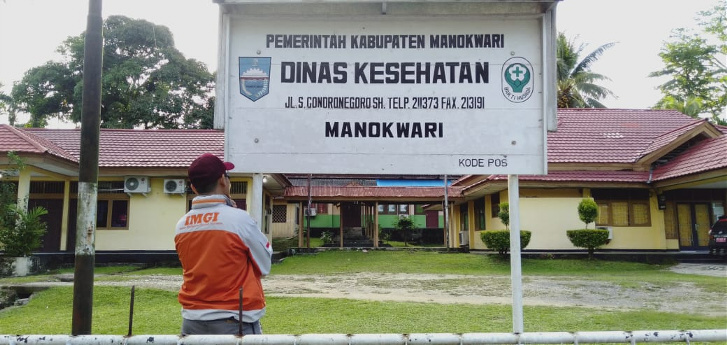 PEMERINTAH KABUPATEN MANOKWARI
DINAS KESEHATAN
JL.S.CONDRONEGORO SH. TELP. 211373 FAX. 213191
MANOKWARI
KODE POS
IMGI